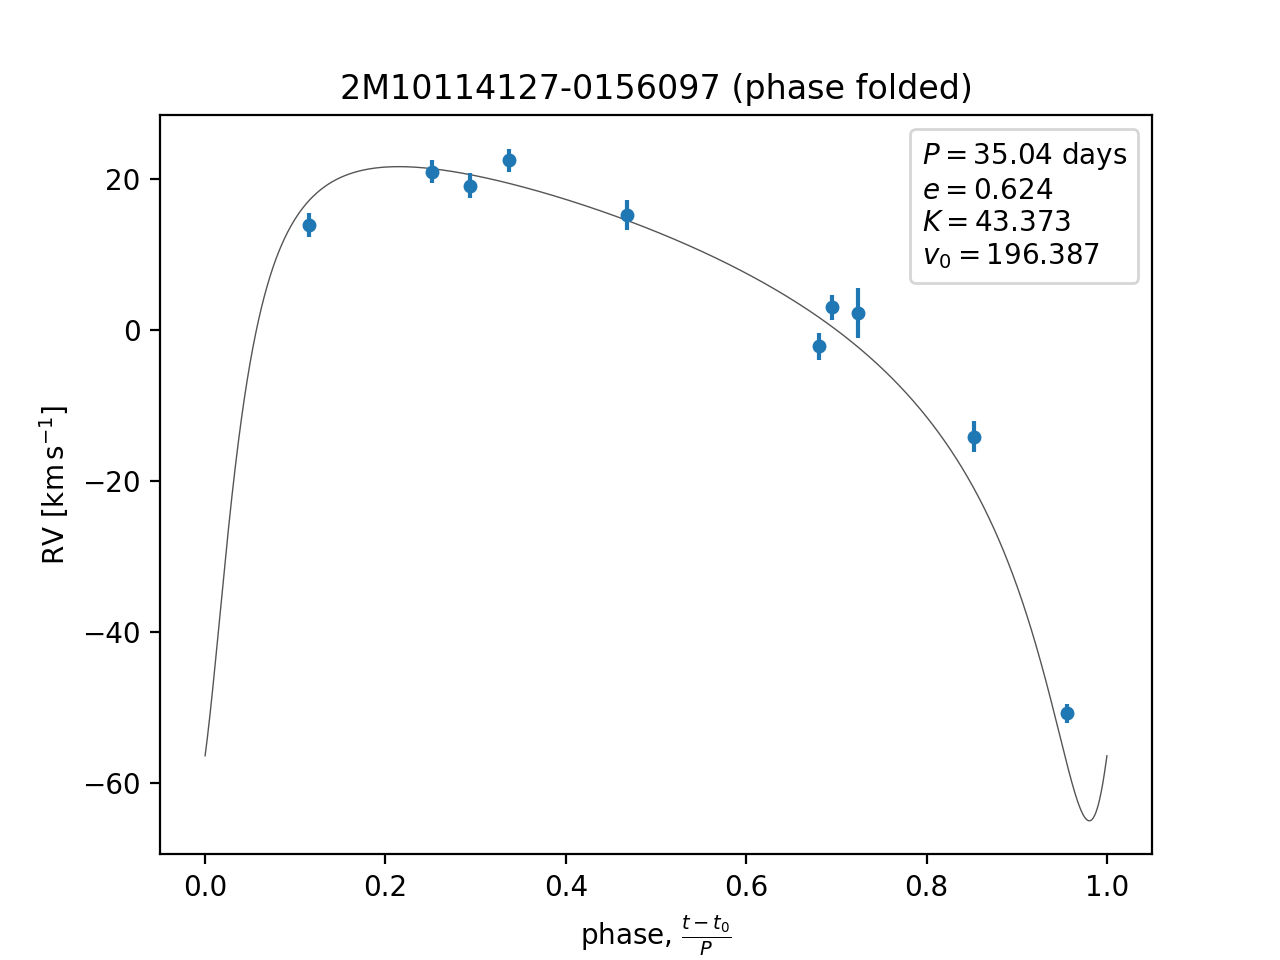 2M10114127-0156097 (phase folded)
P = 35.04 days
e = 0.624
K = 43.373
v₀ = 196.387
20
0
−20
−40
−60
RV [km s⁻¹]
0.0 0.2 0.4 0.6 0.8 1.0
phase, (t − t₀)/P